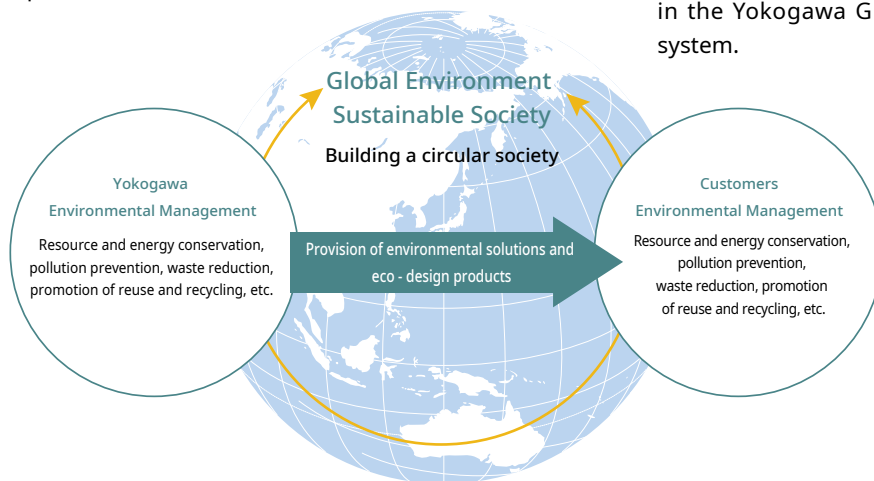 in the Yokogawa G
system.
Global Environment
Sustainable Society
Building a circular society
Yokogawa
Environmental Management
Resource and energy conservation,
pollution prevention, waste reduction,
promotion of reuse and recycling, etc.
Provision of environmental solutions and
eco - design products
Customers
Environmental Management
Resource and energy conservation,
pollution prevention,
waste reduction, promotion
of reuse and recycling, etc.